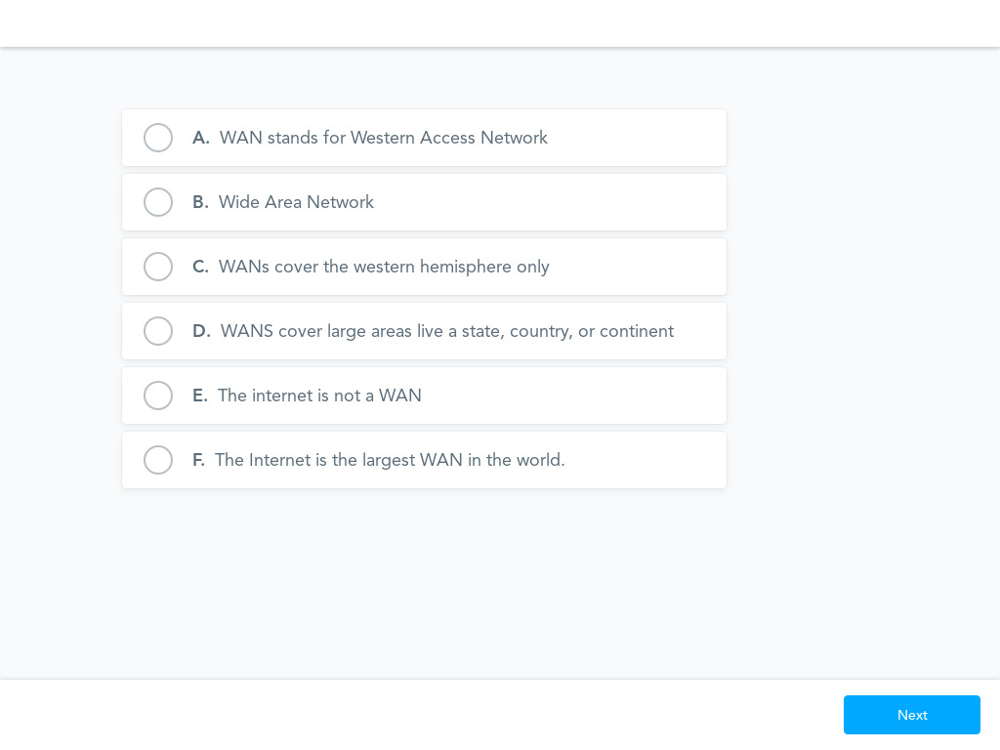 A. WAN stands for Western Access Network
B. Wide Area Network
C. WANs cover the western hemisphere only
D. WANS cover large areas live a state, country, or continent
E. The internet is not a WAN
F. The Internet is the largest WAN in the world.
Next